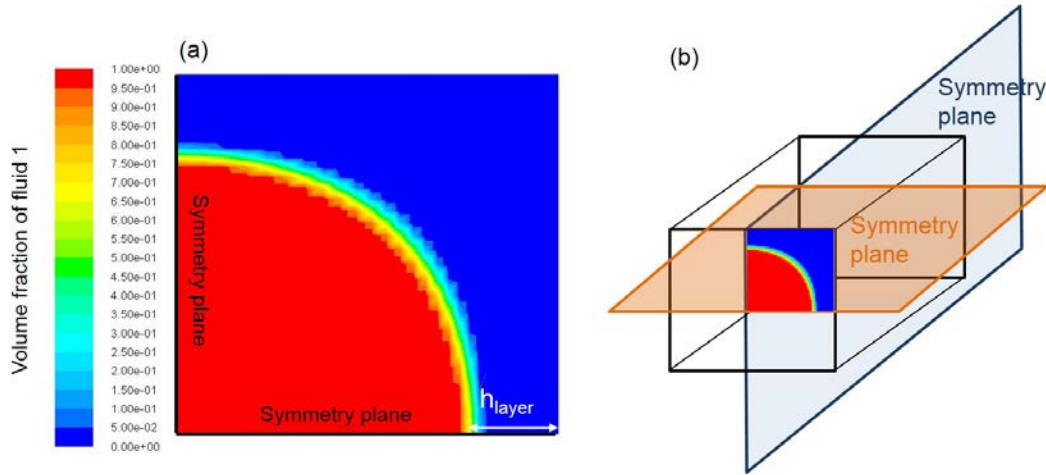 (a)
Volume fraction of fluid 1
1.00e+00
9.50e-01
9.00e-01
8.50e-01
8.00e-01
7.50e-01
7.00e-01
6.50e-01
6.00e-01
5.50e-01
5.00e-01
4.50e-01
4.00e-01
3.50e-01
3.00e-01
2.50e-01
2.00e-01
1.50e-01
1.00e-01
5.00e-02
0.00e+00
Symmetry plane
Symmetry plane
hlayer
(b)
Symmetry
plane
Symmetry
plane